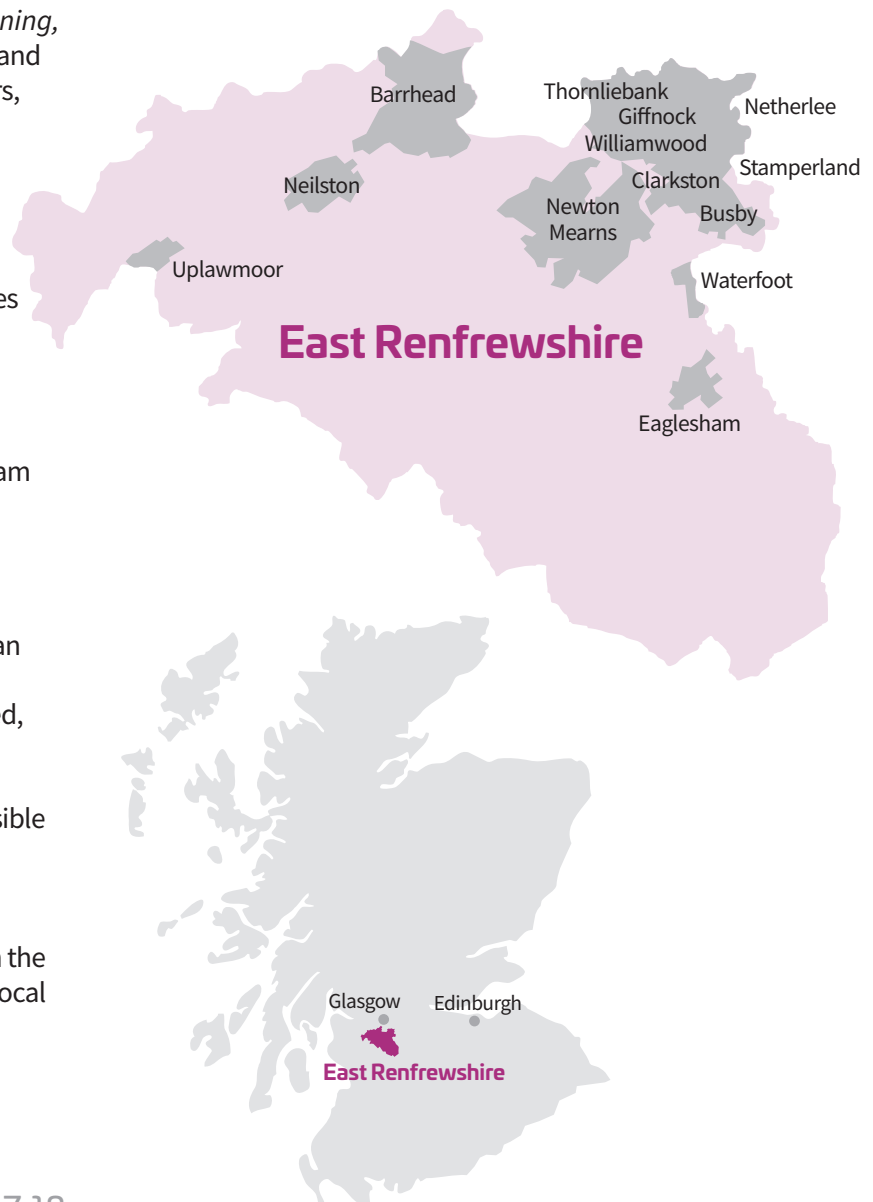 ning,
and
rs,
es
am
an
ed,
sible
the
ocal
Barrhead
Thornliebank
Giffnock
Netherlee
Williamwood
Stamperland
Neilston
Clarkston
Newton
Mearns
Busby
Uplawmoor
Waterfoot
East Renfrewshire
Eaglesham
Glasgow
Edinburgh
East Renfrewshire